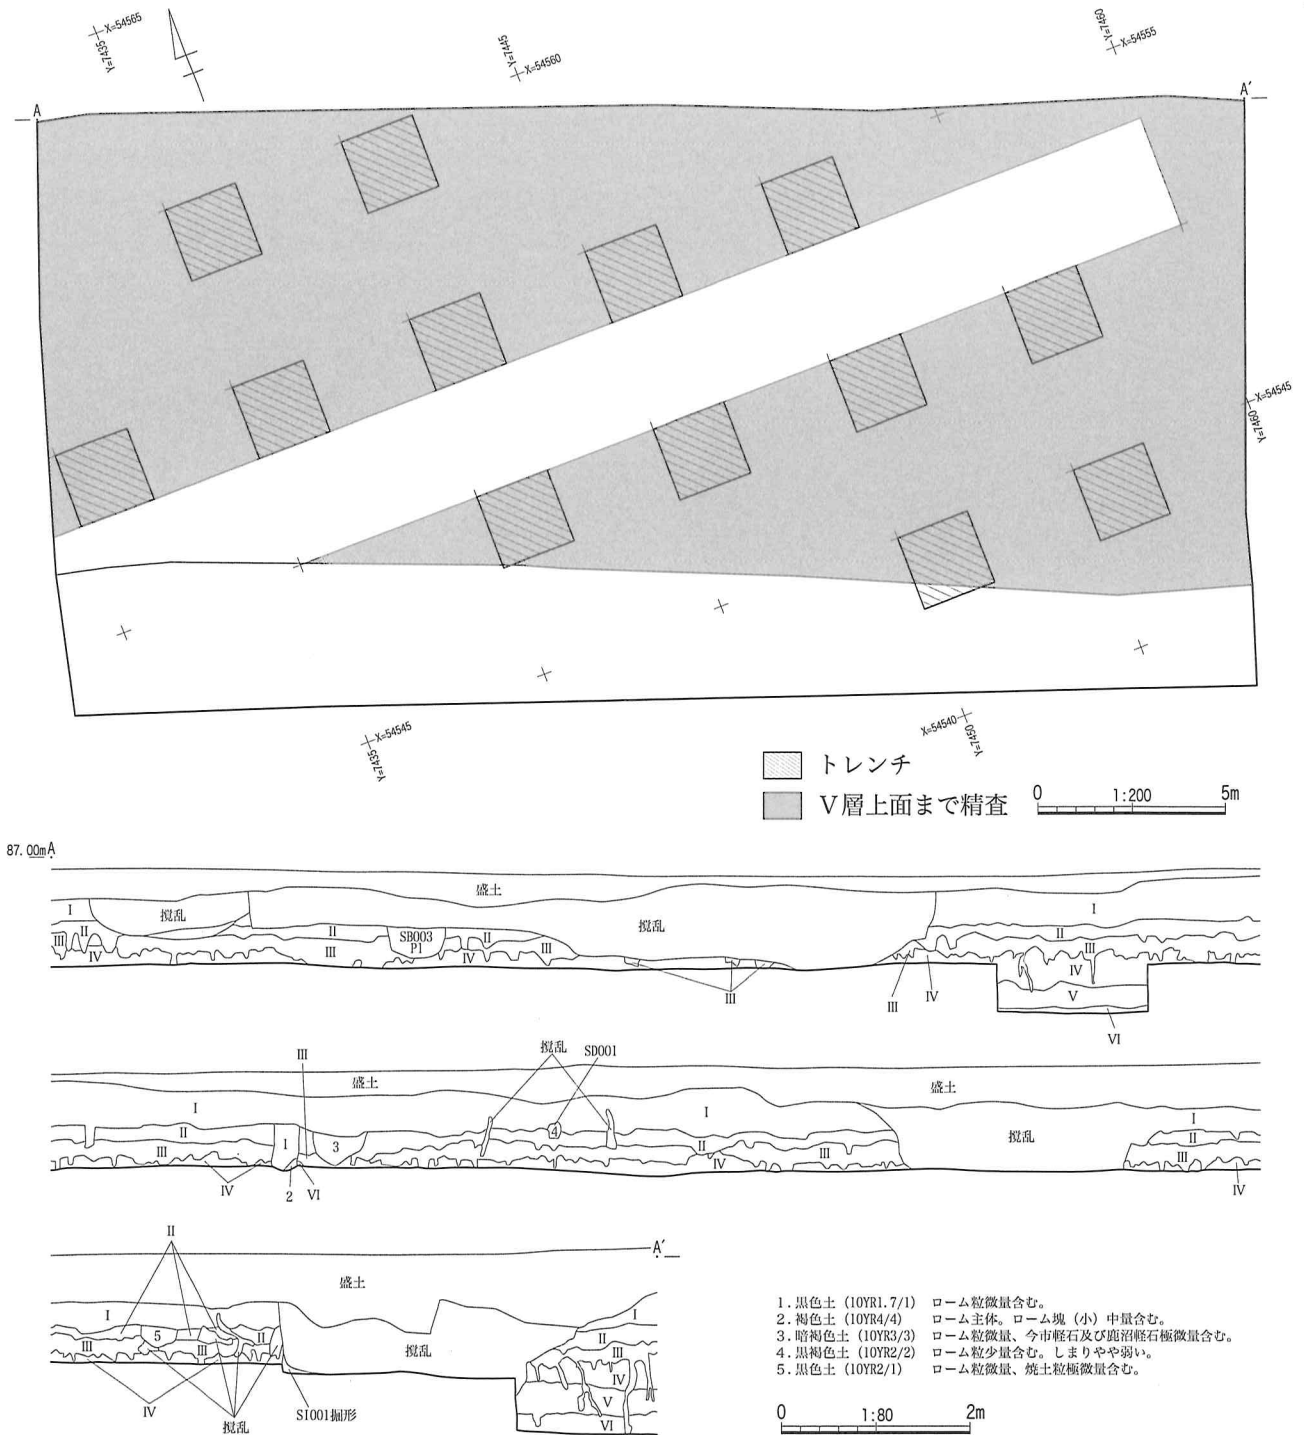 X=54565
Y=7435
Y=7445
X=54560
Y=7460
X=54555
A
A′
X=54545
Y=7460
X=54545
Y=7435
X=54540
Y=7450
トレンチ
V層上面まで精査
0 1:200 5m
87.00m A
盛土
I
撹乱
撹乱
I
II
III
II
IV
II
SB003
P1
II
III
IV
III
III
III
IV
II
III
IV
V
VI
III
撹乱
SD001
盛土
盛土
I
II
III
IV
1
2
VI
3
4
I
II
III
IV
撹乱
I
II
III
IV
II
A′
盛土
I
5
II
III
III
IV
撹乱
SI001掘形
撹乱
I
II
III
IV
V
VI
1.黒色土(10YR1.7/1) ローム粒微量含む。
2.褐色土(10YR4/4) ローム主体。ローム塊(小)中量含む。
3.暗褐色土(10YR3/3) ローム粒微量、今市軽石及び鹿沼軽石極微量含む。
4.黒褐色土(10YR2/2) ローム粒少量含む。しまりやや弱い。
5.黒色土(10YR2/1) ローム粒微量、焼土粒極微量含む。
0 1:80 2m